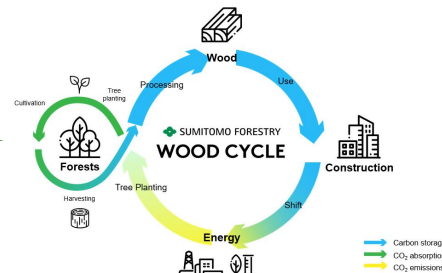 Wood
Processing
Use
Tree
planting
Cultivation
SUMITOMO FORESTRY
WOOD CYCLE
Forests
Construction
Tree Planting
Harvesting
Shift
Energy
Carbon storag
CO₂ absorptio
CO₂ emissions